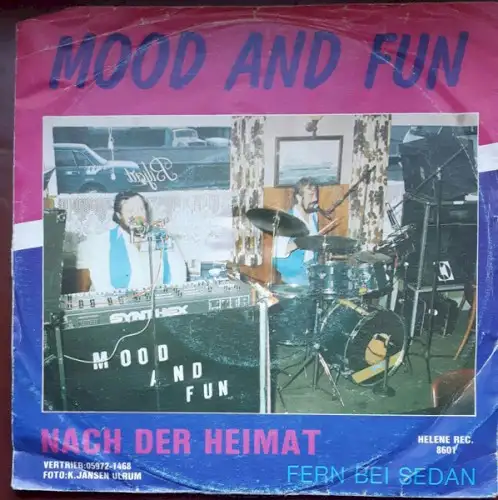 MOOD AND FUN
SYNTHEX
MOOD
AND
FUN
NACH DER HEIMAT
HELENE REC.
8601
VERTRIEB:05972-1468
FOTO:K.JANSEN ULRUM
FERN BEI SEDAN